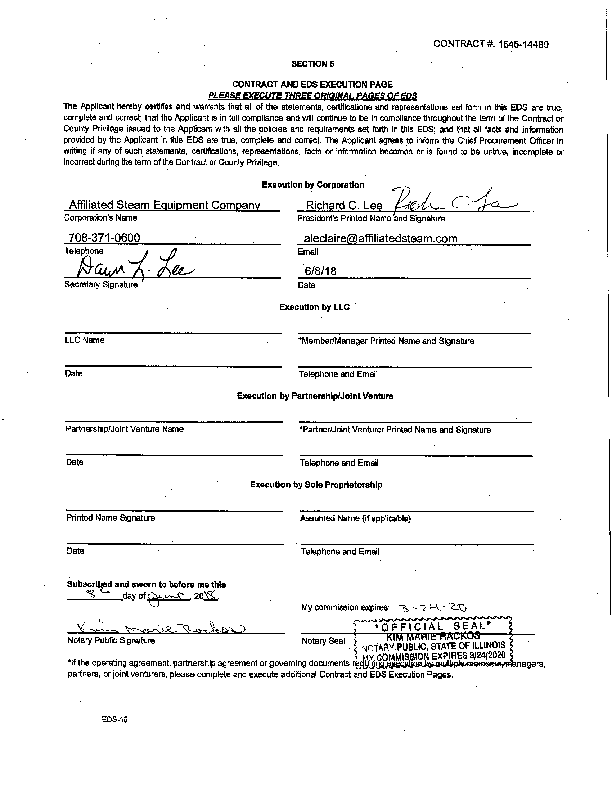 CONTRACT #: 1545-14489
SECTION 5
CONTRACT AND EDS EXECUTION PAGE
PLEASE EXECUTE THREE ORIGINAL PAGES OF EDS
The Applicant hereby certifies and warrants that all of the statements, certifications and representations set forth in this EDS are true,
complete and correct; that the Applicant is in full compliance and will continue to be in compliance throughout the term of the Contract or
County Privilege issued to the Applicant with all the policies and requirements set forth in this EDS; and that all facts and information
provided by the Applicant in this EDS are true, complete and correct. The Applicant agrees to inform the Chief Procurement Officer in
writing if any of such statements, certifications, representations, facts or information becomes or is found to be untrue, incomplete or
incorrect during the term of the Contract or County Privilege.
Execution by Corporation
Affiliated Steam Equipment Company Richard C. Lee
Corporation's Name President's Printed Name and Signature
708-371-0600 aleclaire@affiliatedsteam.com
Telephone Email
Dawn L. Lee 6/8/18
Secretary Signature Date
Execution by LLC
LLC Name *Member/Manager Printed Name and Signature
Date Telephone and Email
Execution by Partnership/Joint Venture
Partnership/Joint Venture Name *Partner/Joint Venturer Printed Name and Signature
Date Telephone and Email
Execution by Sole Proprietorship
Printed Name Signature Assumed Name (if applicable)
Date Telephone and Email
Subscribed and sworn to before me this
8th day of June, 2018
My commission expires: 3-24-20
Kim Marie Rackos
Notary Public Signature Notary Seal
"OFFICIAL SEAL"
KIM MARIE RACKOS
NOTARY PUBLIC, STATE OF ILLINOIS
MY COMMISSION EXPIRES 3/24/2020
*If the operating agreement, partnership agreement or governing documents requiring execution by multiple members, managers,
partners, or joint venturers, please complete and execute additional Contract and EDS Execution Pages.